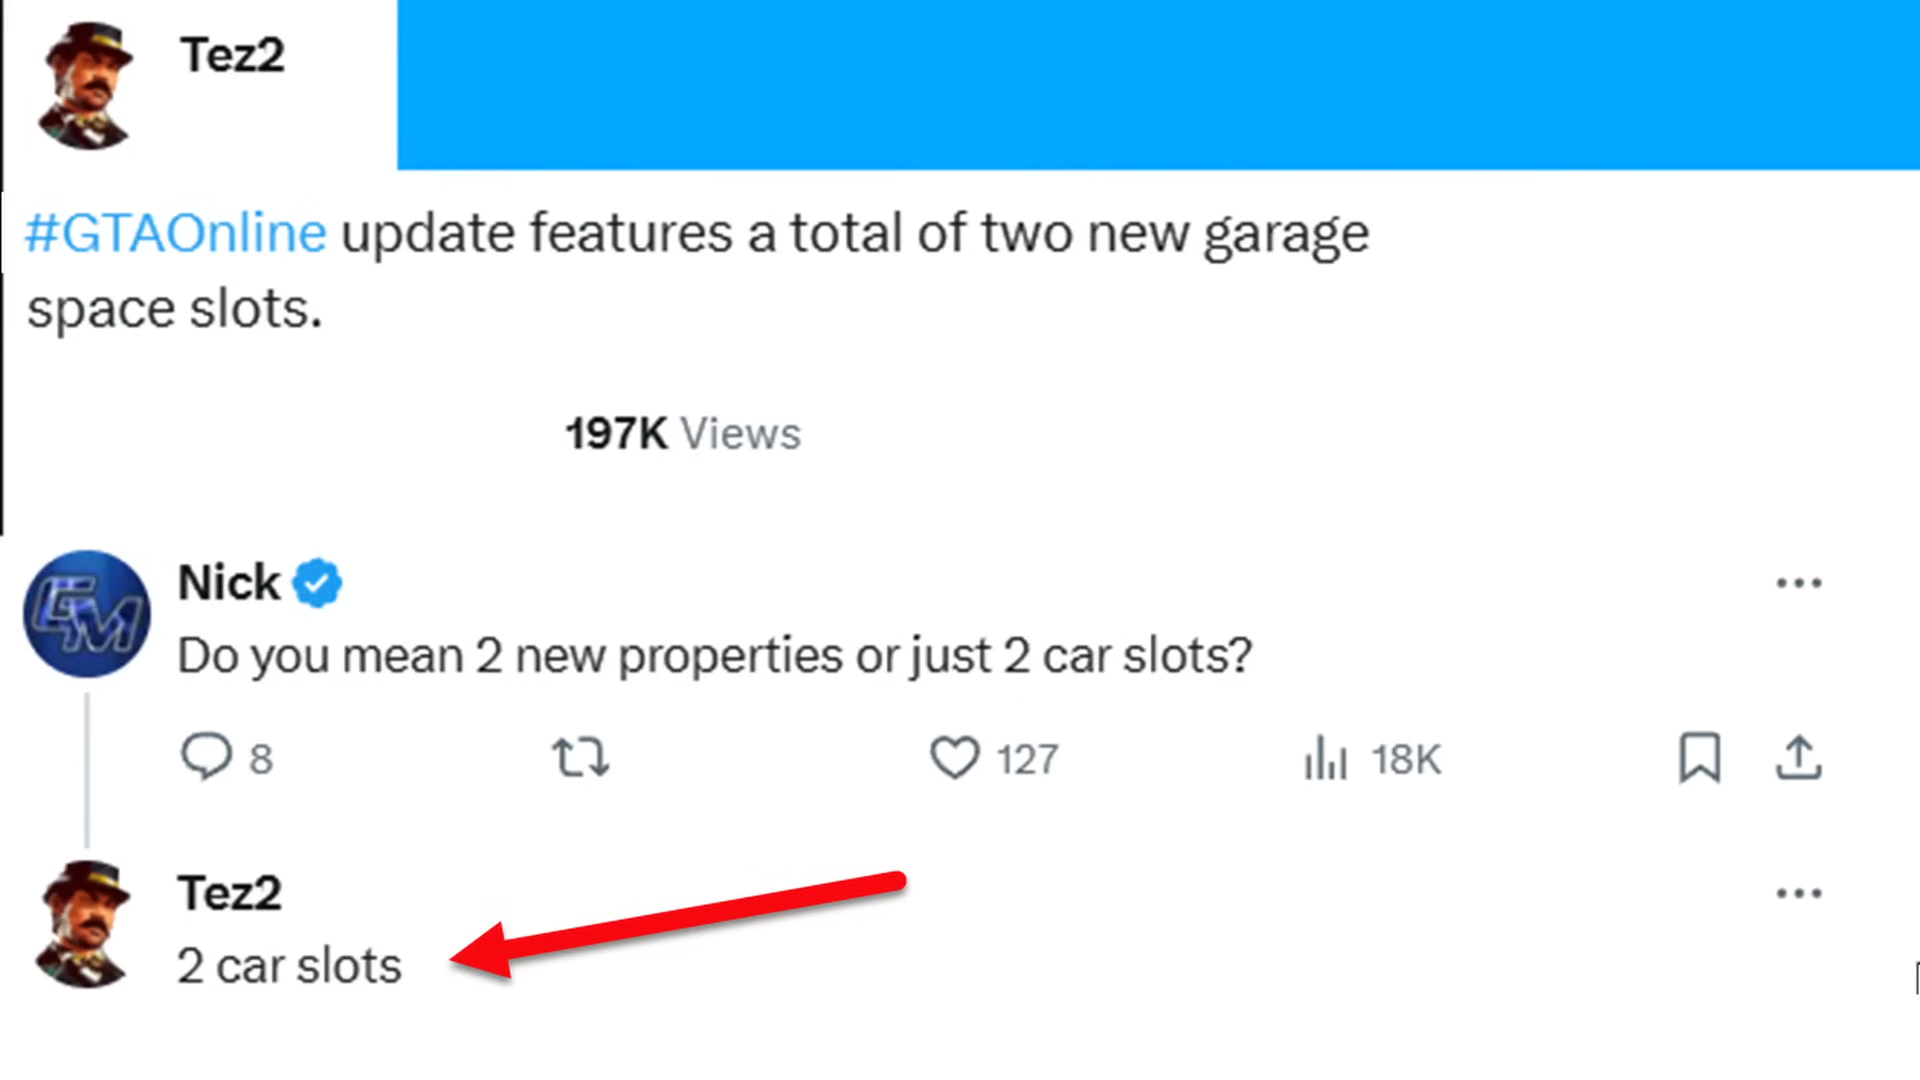 Tez2
#GTAOnline update features a total of two new garage
space slots.
197K Views
GM
Nick
Do you mean 2 new properties or just 2 car slots?
8 127 18K
Tez2
2 car slots